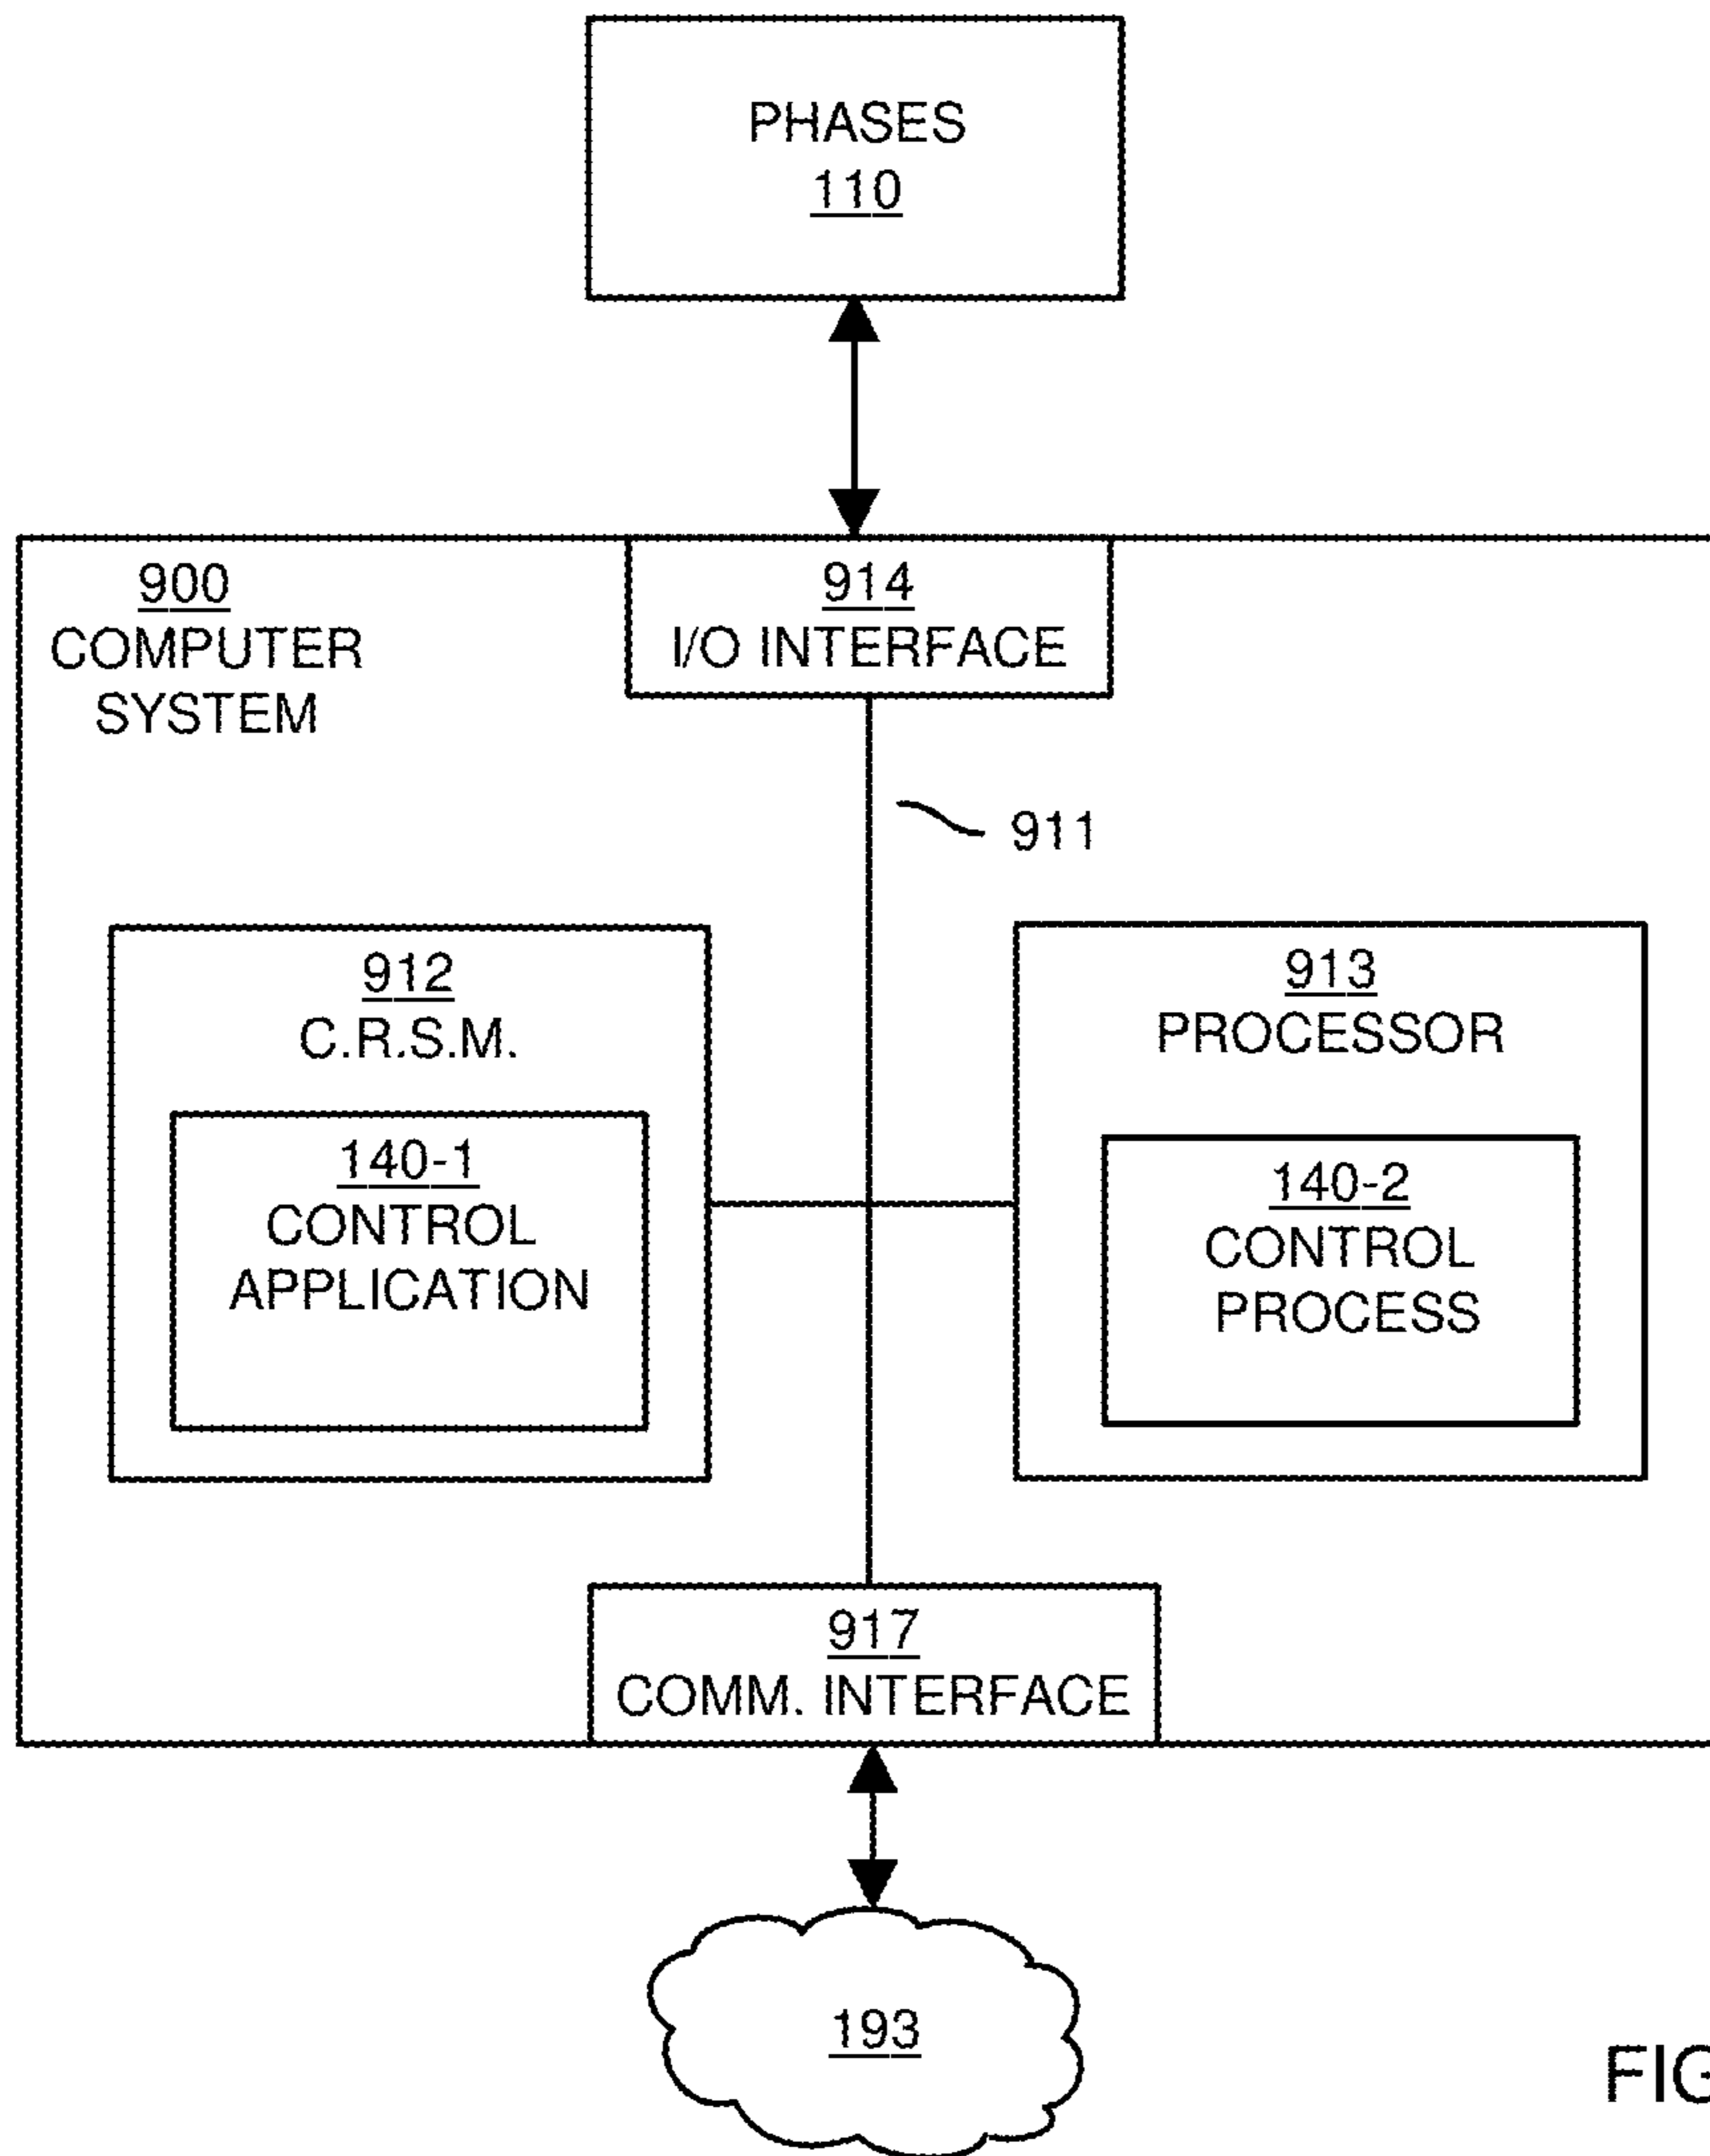 PHASES
110
900
COMPUTER
SYSTEM
914
I/O INTERFACE
911
912
C.R.S.M.
140-1
CONTROL
APPLICATION
913
PROCESSOR
140-2
CONTROL
PROCESS
917
COMM. INTERFACE
193
FIG